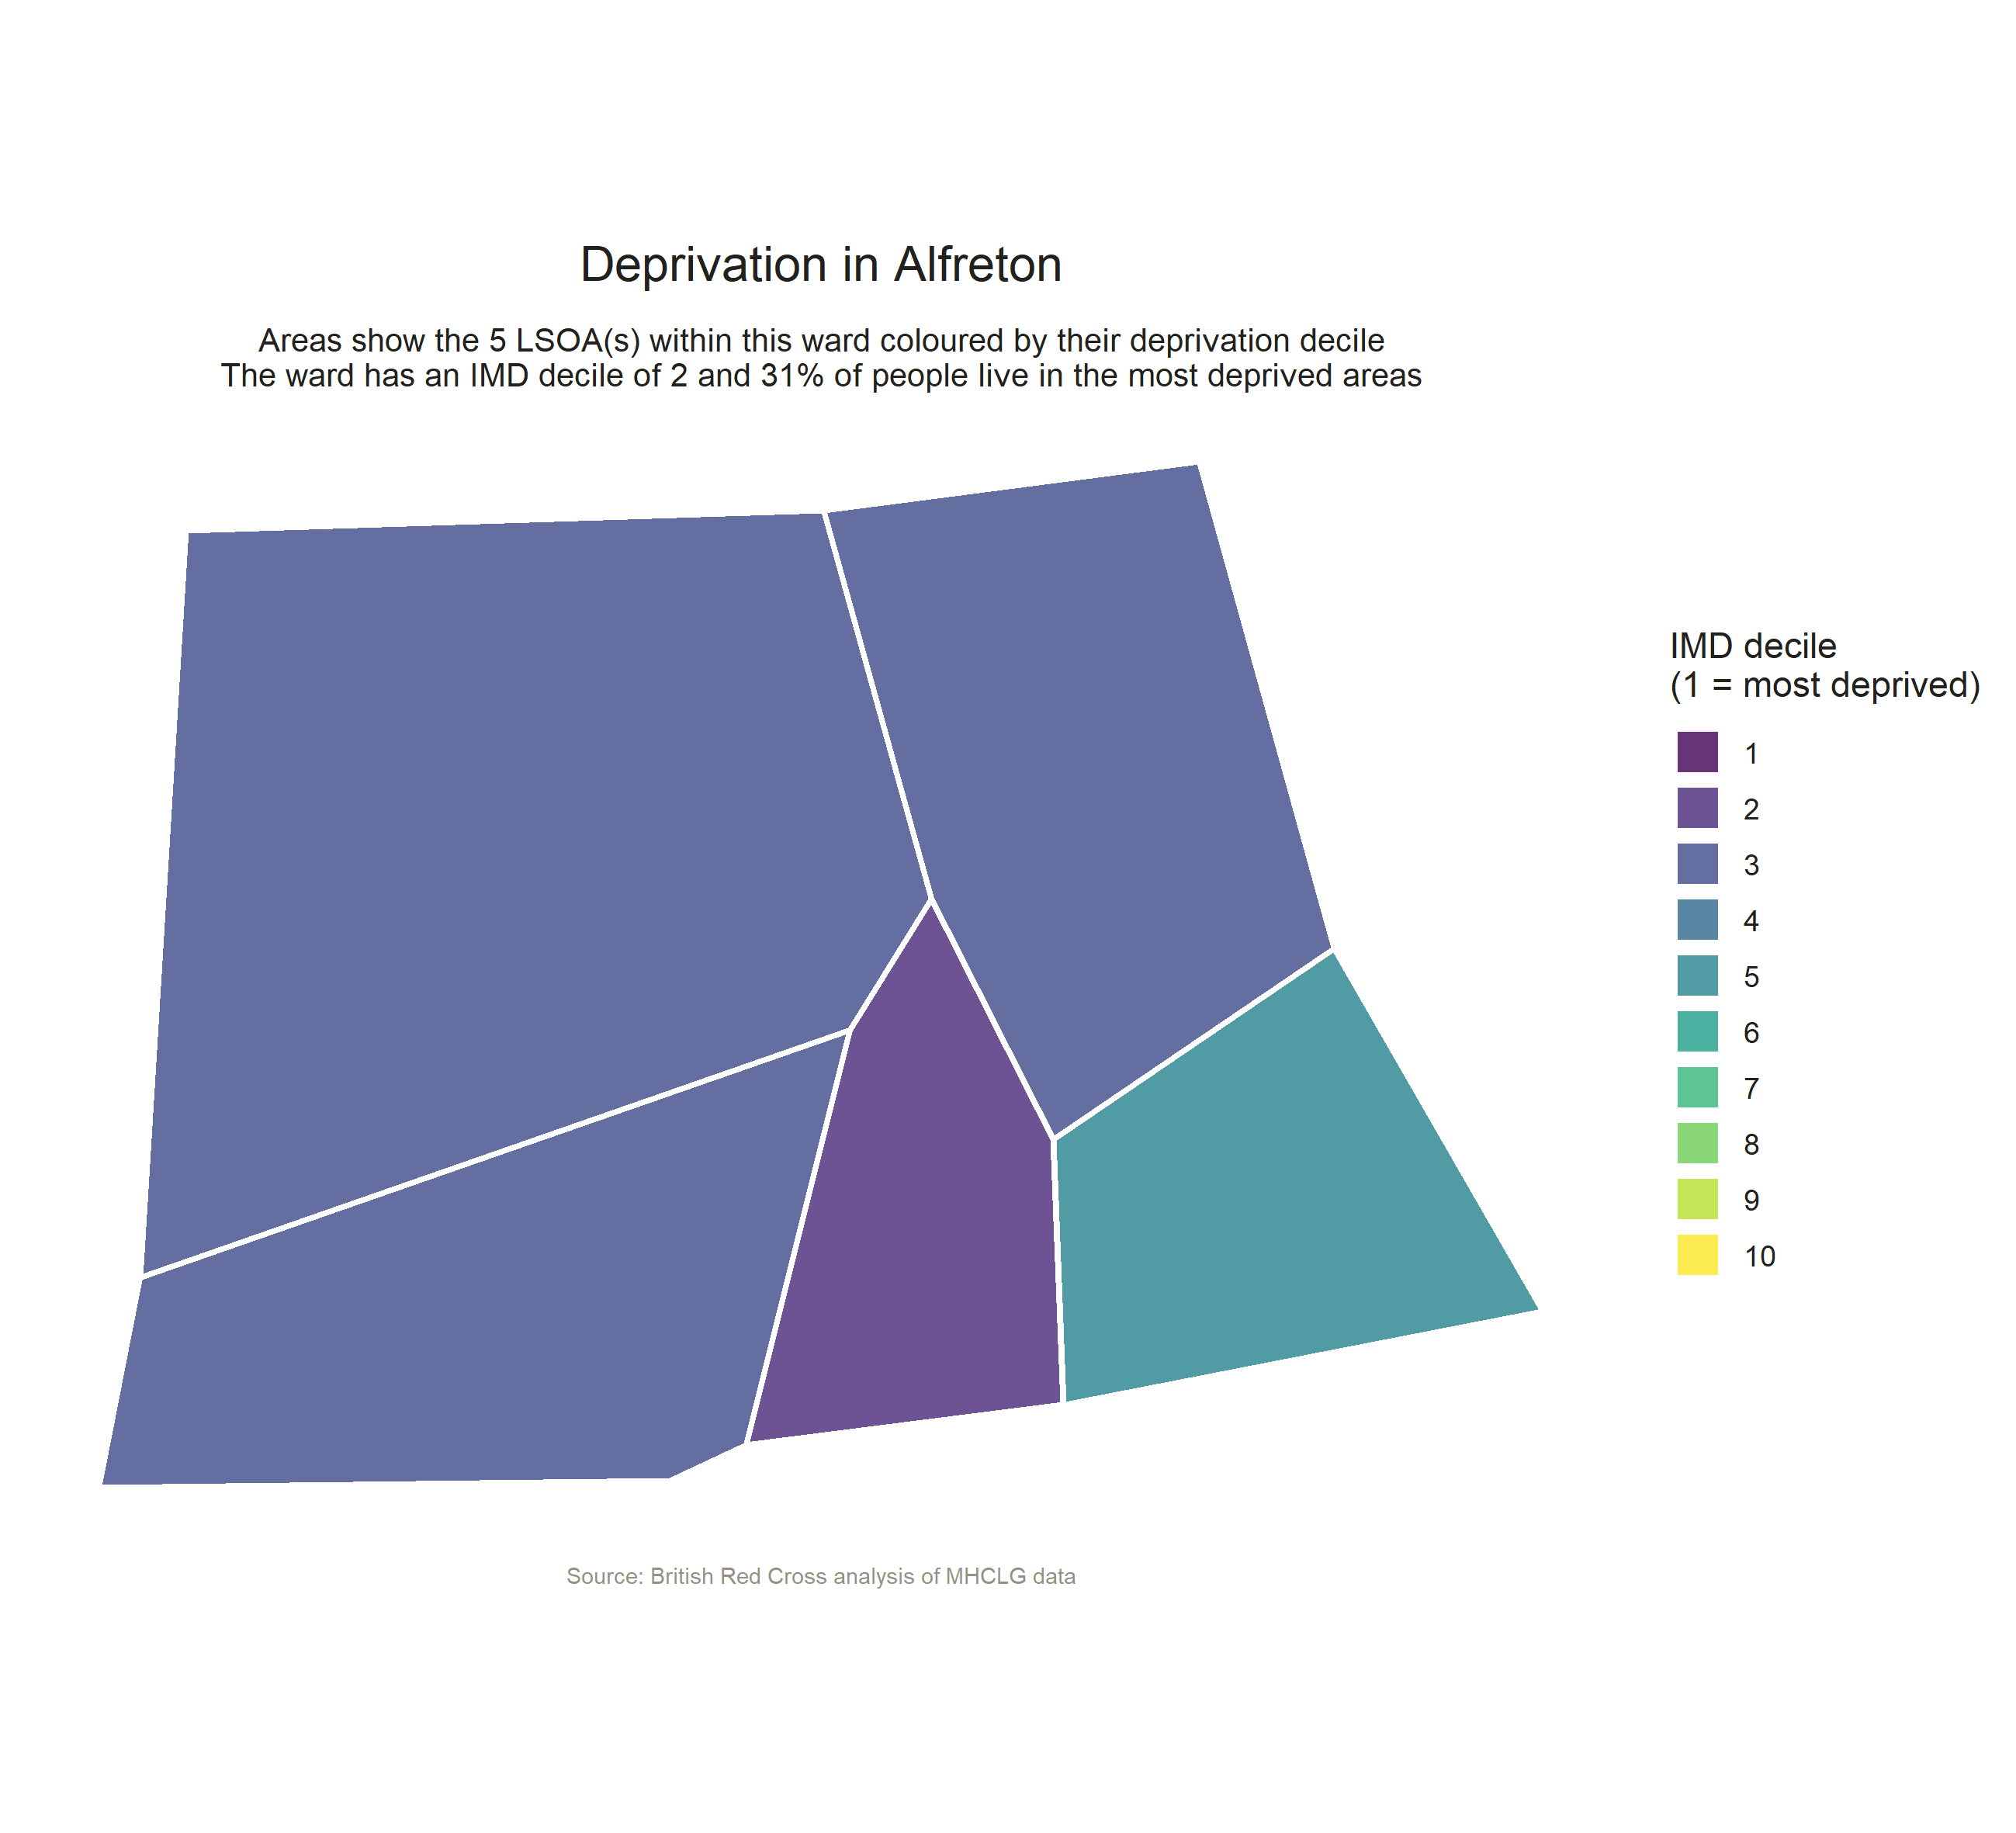 Deprivation in Alfreton
Areas show the 5 LSOA(s) within this ward coloured by their deprivation decile
The ward has an IMD decile of 2 and 31% of people live in the most deprived areas
IMD decile
(1 = most deprived)
1
2
3
4
5
6
7
8
9
10
Source: British Red Cross analysis of MHCLG data